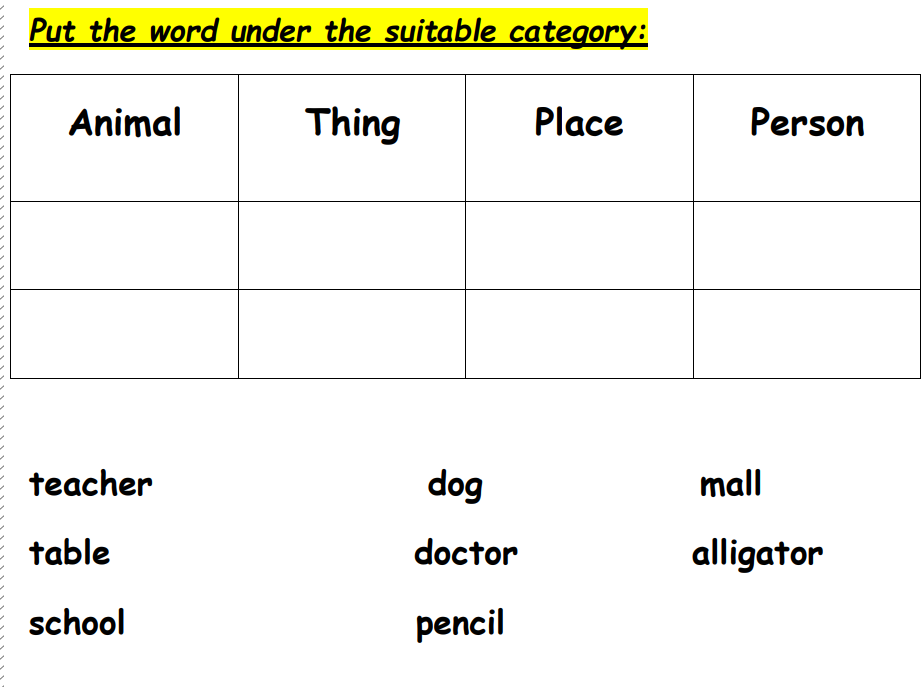 Put the word under the suitable category:
Animal Thing Place Person
teacher dog mall
table doctor alligator
school pencil